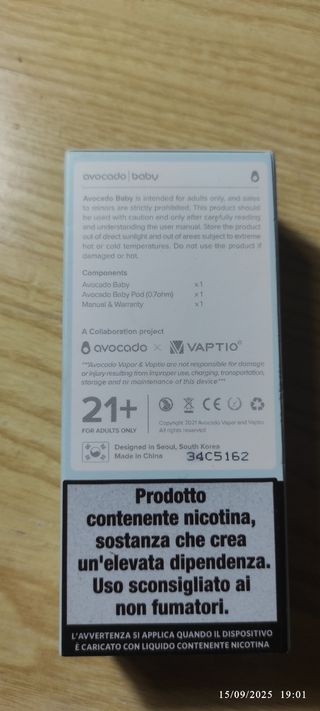 avocado | baby
Avocado Baby is intended for adults only, and sales
to minors are strictly prohibited. This product should
be used with caution end only after carefully reading
and understanding the user manual. Store the product
out of direct sunlight and out of areas subject to extreme
hot or cold temperatures. Do not use the product if
damaged or hot.
Components
Avocado Baby x 1
Avocado Baby Pod (0.7ohm) x 1
Manual & Warranty x 1
A Collaboration project
avocado × VAPTIO®
***Avocado Vapor & Vaptio are not responsible for damage
or injury resulting from improper use, charging, transportation,
storage and or maintenance of this device***
21+
FOR ADULTS ONLY
CE
Copyright 2021 Avocado Vapor and Vaptio
All rights reserved
Designed in Seoul, South Korea
Made in China 34C5162
Prodotto
contenente nicotina,
sostanza che crea
un'elevata dipendenza.
Uso sconsigliato ai
non fumatori.
L'AVVERTENZA SI APPLICA QUANDO IL DISPOSITIVO
È CARICATO CON LIQUIDO CONTENENTE NICOTINA
15/09/2025 19:01